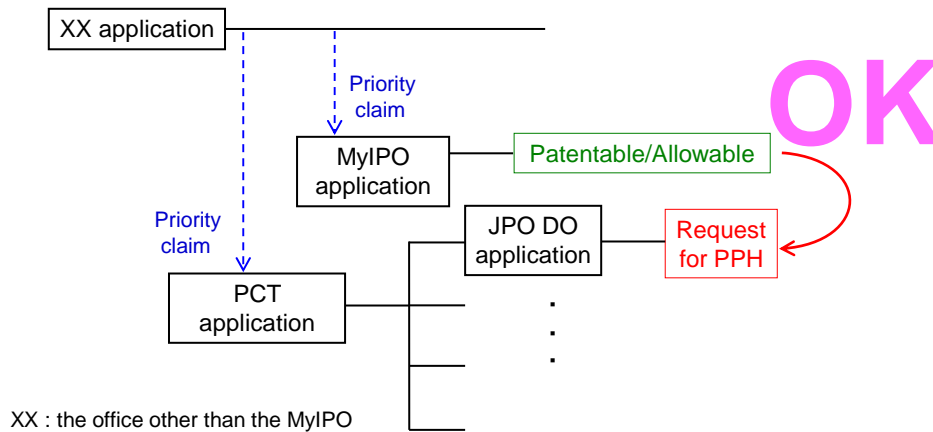 XX application
OK
Priority
claim
MyIPO
application
Patentable/Allowable
Priority
claim
JPO DO
application
Request
for PPH
PCT
application
XX : the office other than the MyIPO